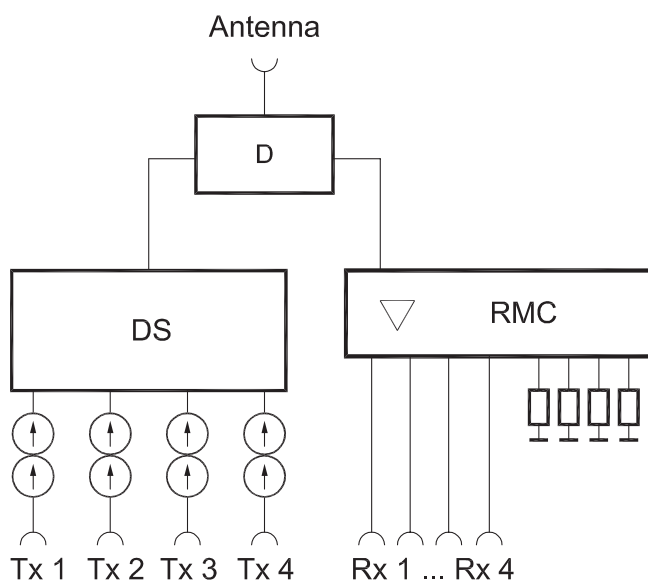 Antenna
D
DS
RMC
Tx 1 Tx 2 Tx 3 Tx 4 Rx 1 ... Rx 4